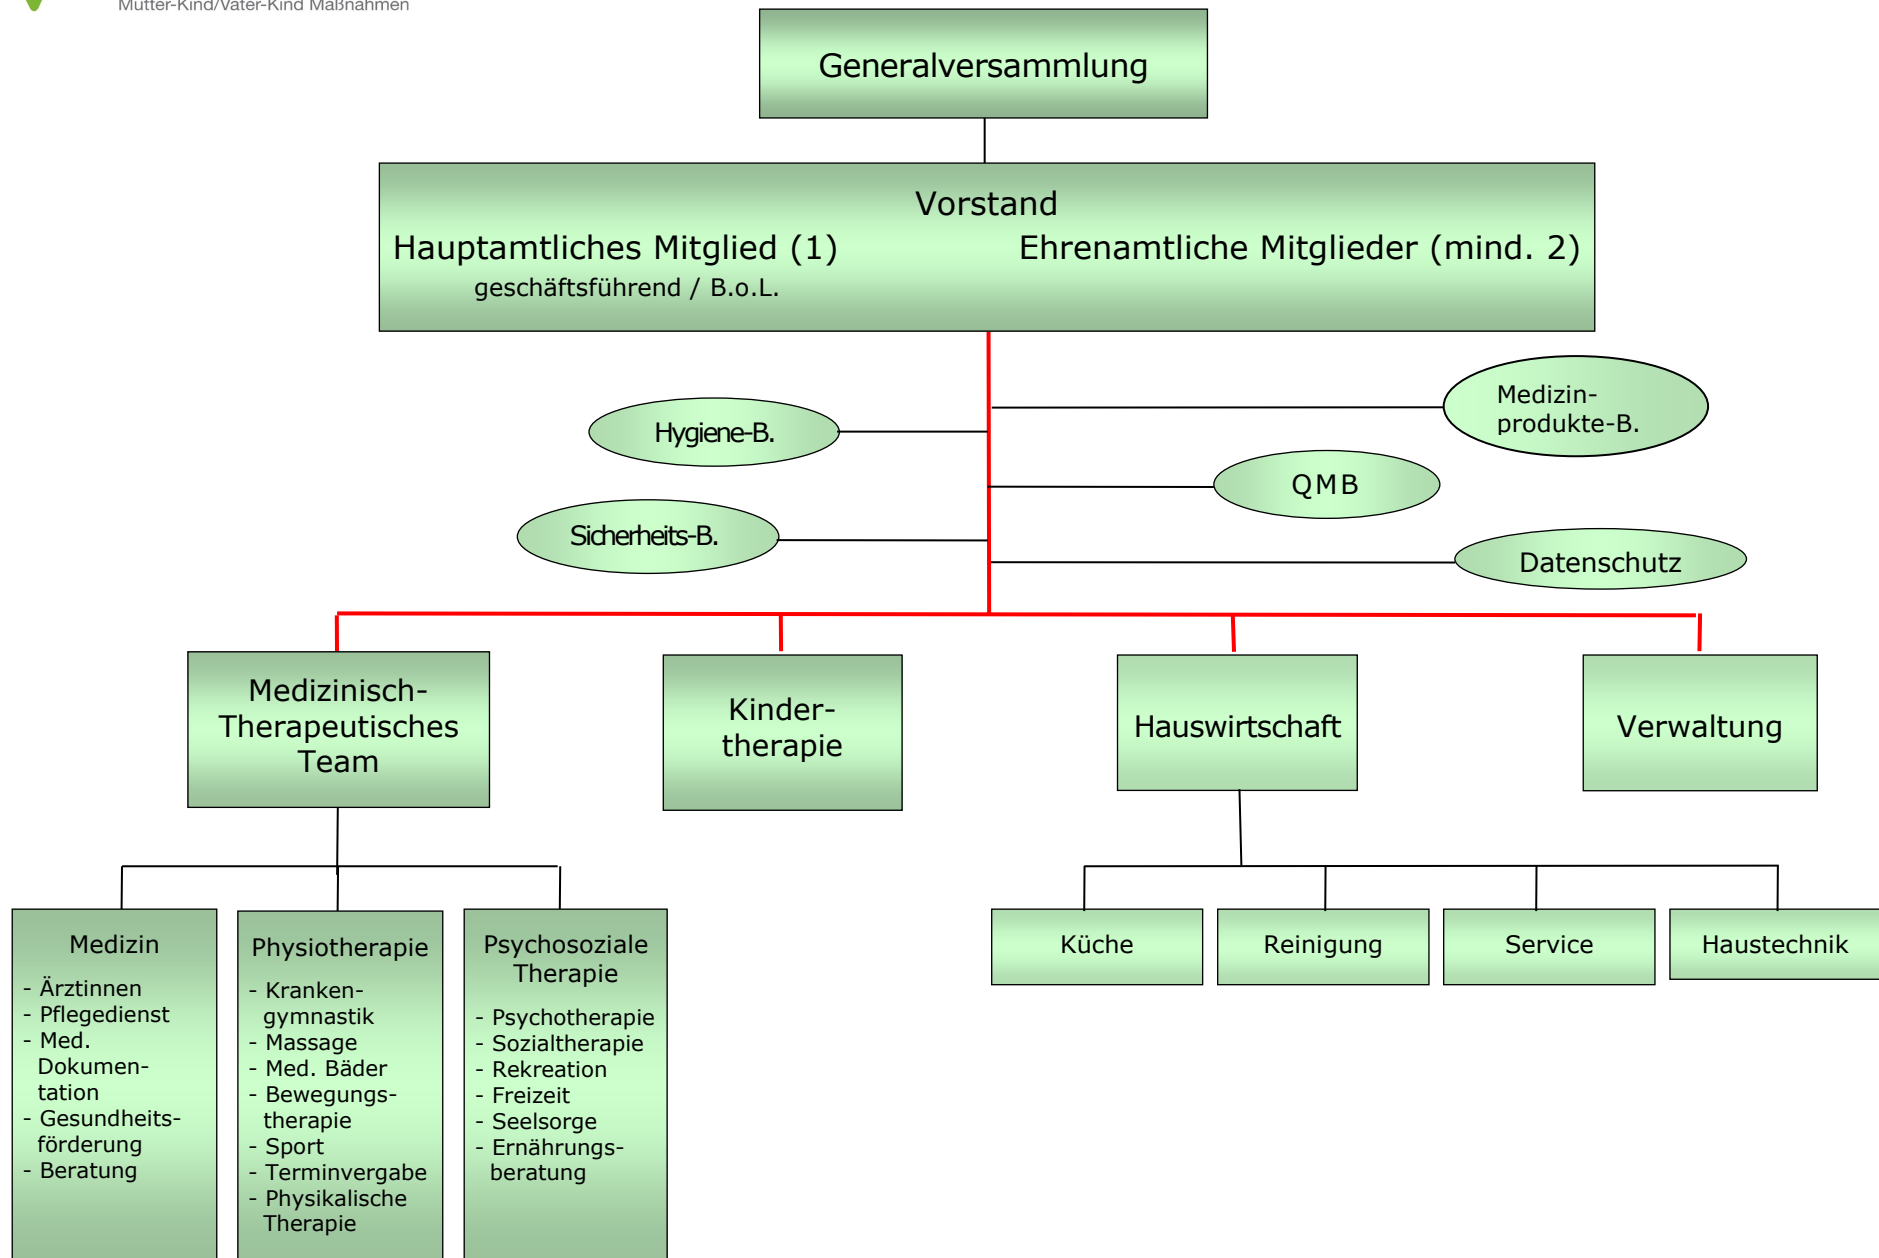 Mutter-Kind/Vater-Kind Maßnahmen
Generalversammlung
Vorstand
Hauptamtliches Mitglied (1)
Ehrenamtliche Mitglieder (mind. 2)
geschäftsführend / B.o.L.
Hygiene-B.
Medizin-
produkte-B.
QMB
Sicherheits-B.
Datenschutz
Medizinisch-
Therapeutisches
Team
Kinder-
therapie
Hauswirtschaft
Verwaltung
Medizin
- Ärztinnen
- Pflegedienst
- Med.
Dokumen-
tation
- Gesundheits-
förderung
- Beratung
Physiotherapie
- Kranken-
gymnastik
- Massage
- Med. Bäder
- Bewegungs-
therapie
- Sport
- Terminvergabe
- Physikalische
Therapie
Psychosoziale
Therapie
- Psychotherapie
- Sozialtherapie
- Rekreation
- Freizeit
- Seelsorge
- Ernährungs-
beratung
Küche
Reinigung
Service
Haustechnik